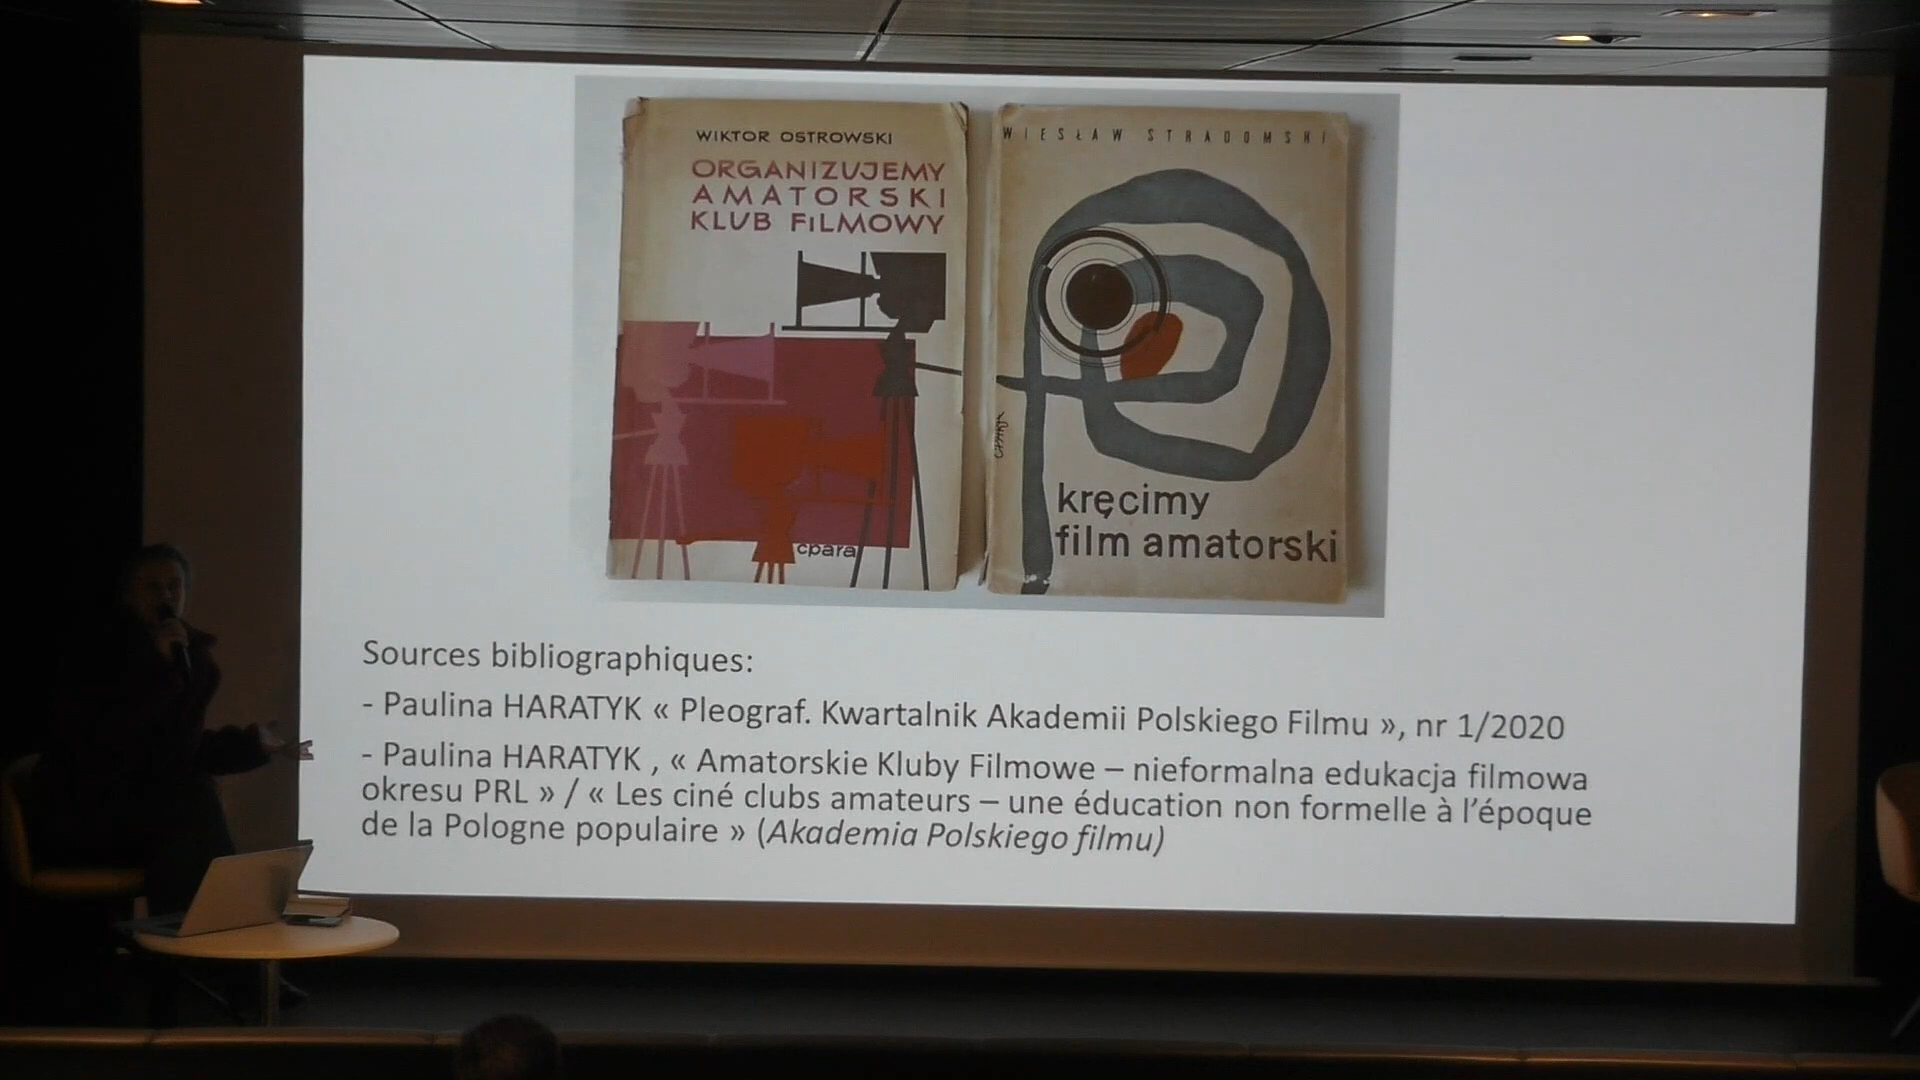 WIKTOR OSTROWSKI
ORGANIZUJEMY
AMATORSKI
KLUB FILMOWY
cpara
WIESŁAW STRADOMSKI
kręcimy
film amatorski
Sources bibliographiques:
- Paulina HARATYK « Pleograf. Kwartalnik Akademii Polskiego Filmu », nr 1/2020
- Paulina HARATYK , « Amatorskie Kluby Filmowe – nieformalna edukacja filmowa
okresu PRL » / « Les ciné clubs amateurs – une éducation non formelle à l’époque
de la Pologne populaire » (Akademia Polskiego filmu)